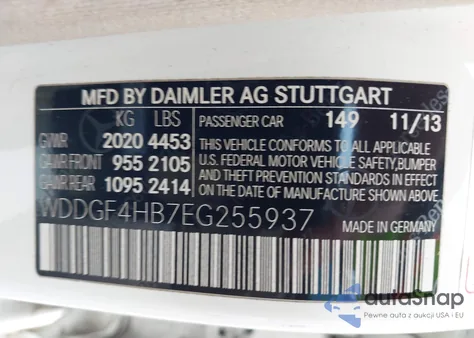 MFD BY DAIMLER AG STUTTGART
KG LBS
GVWR 2020 4453
GAWR FRONT 955 2105
GAWR REAR 1095 2414
PASSENGER CAR 149 11/13
THIS VEHICLE CONFORMS TO ALL APPLICABLE
U.S. FEDERAL MOTOR VEHICLE SAFETY,BUMPER
AND THEFT PREVENTION STANDARDS IN EFFECT
ON THE DATE OF MANUFACTURE SHOWN ABOVE.
WDDGF4HB7EG255937
MADE IN GERMANY
autoSnap
Pewne auta z aukcji USA i EU